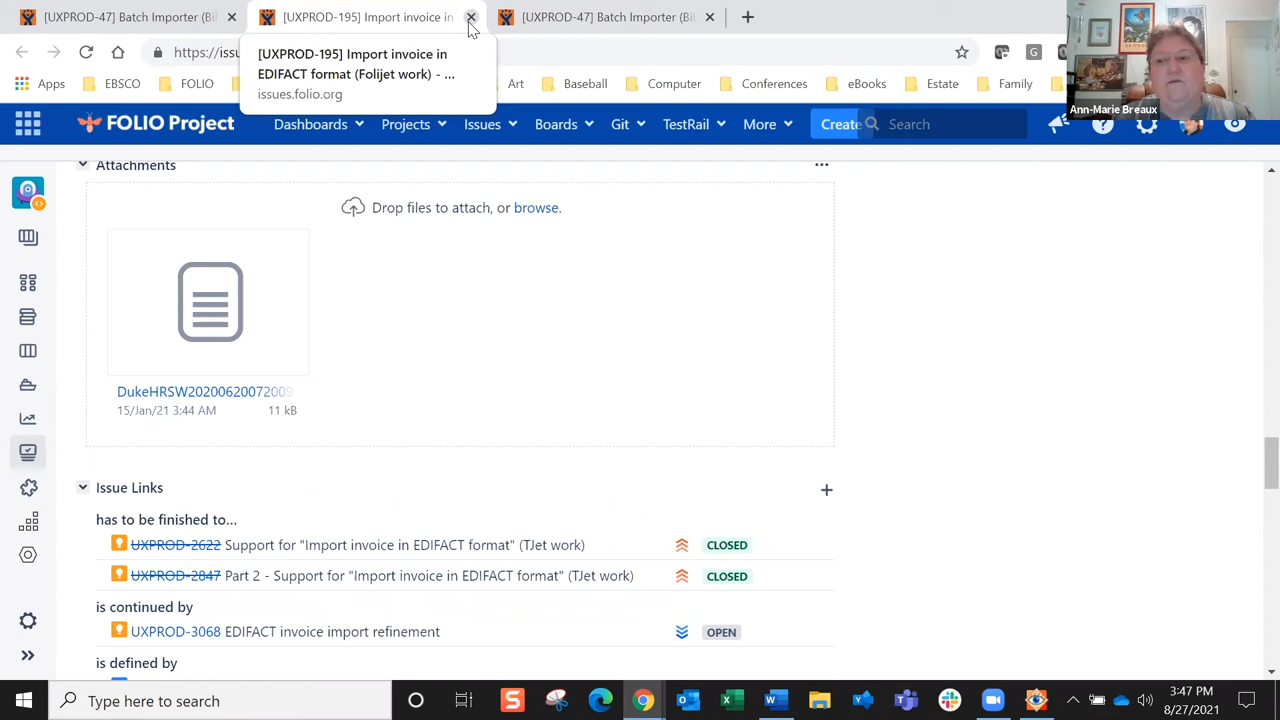 [UXPROD-47] Batch Importer (Bi
[UXPROD-195] Import invoice in
[UXPROD-47] Batch Importer (Bi
https://iss
[UXPROD-195] Import invoice in
EDIFACT format (Folijet work) - ...
issues.folio.org
Apps
EBSCO
FOLIO
Art
Baseball
Computer
Conferences
eBooks
Estate
Family
Ann-Marie Breaux
FOLIO Project
Dashboards
Projects
Issues
Boards
Git
TestRail
More
Create
Search
Attachments
Drop files to attach, or browse.
DukeHRSW20200620072009
15/Jan/21 3:44 AM
11 kB
Issue Links
has to be finished to...
UXPROD-2622 Support for "Import invoice in EDIFACT format" (TJet work)
CLOSED
UXPROD-2847 Part 2 - Support for "Import invoice in EDIFACT format" (TJet work)
CLOSED
is continued by
UXPROD-3068 EDIFACT invoice import refinement
OPEN
is defined by
Type here to search
3:47 PM
8/27/2021